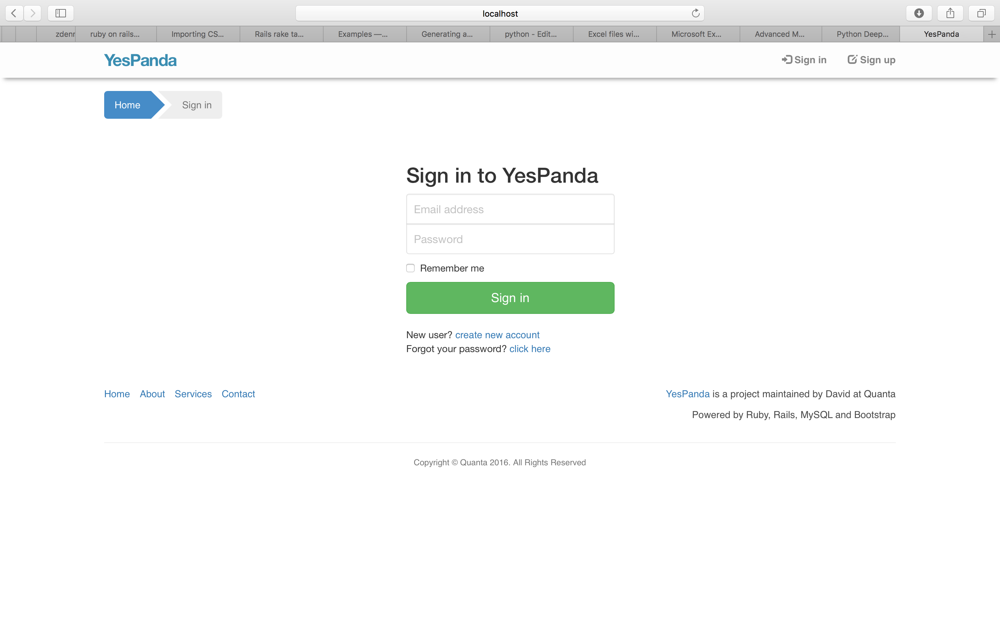 localhost
zdenr ruby on rails... Importing CS... Rails rake ta... Examples —... Generating a... python - Edit... Excel files wi... Microsoft Ex... Advanced M... Python Deep... YesPanda
YesPanda Sign in Sign up
Home Sign in
Sign in to YesPanda
Email address
Password
Remember me
Sign in
New user? create new account
Forgot your password? click here
Home About Services Contact YesPanda is a project maintained by David at Quanta
Powered by Ruby, Rails, MySQL and Bootstrap
Copyright © Quanta 2016. All Rights Reserved